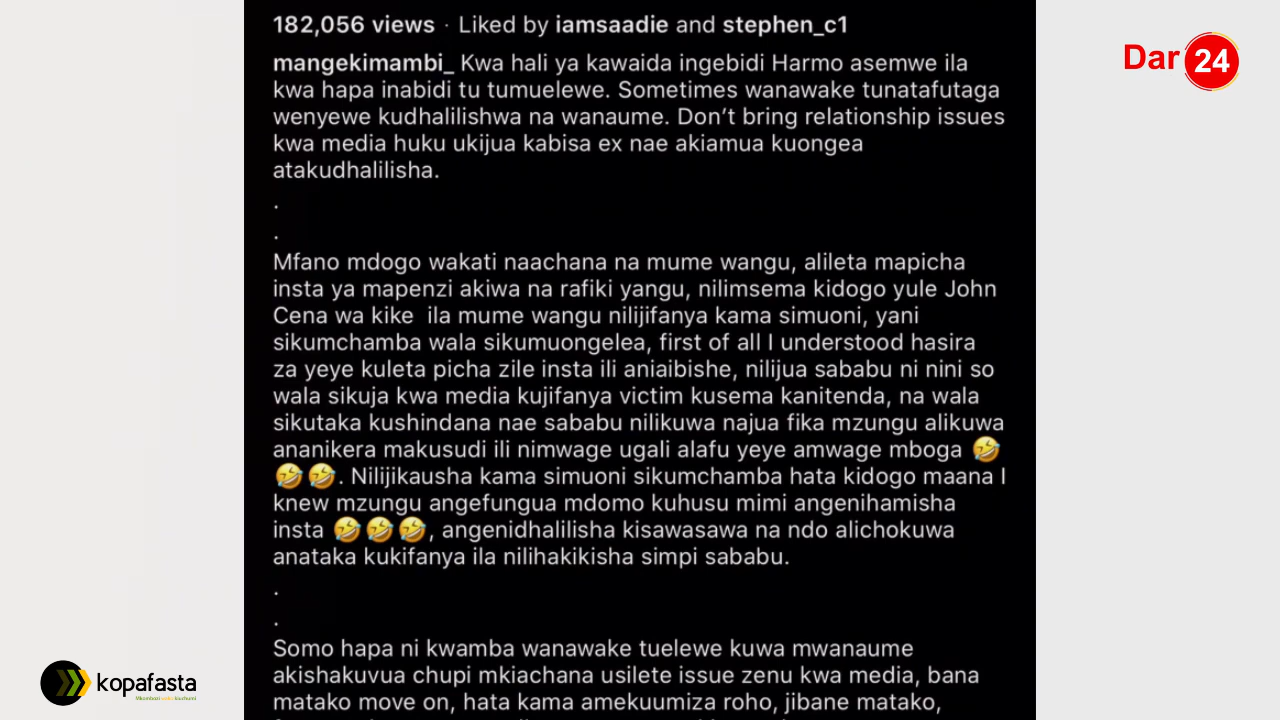 182,056 views · Liked by iamsaadie and stephen_c1
mangekimambi_ Kwa hali ya kawaida ingebidi Harmo asemwe ila
kwa hapa inabidi tu tumuelewe. Sometimes wanawake tunatafutaga
wenyewe kudhalilishwa na wanaume. Don’t bring relationship issues
kwa media huku ukijua kabisa ex nae akiamua kuongea
atakudhalilisha.
.
.
Mfano mdogo wakati naachana na mume wangu, alileta mapicha
insta ya mapenzi akiwa na rafiki yangu, nilimsema kidogo yule John
Cena wa kike ila mume wangu nilijifanya kama simuoni, yani
sikumchamba wala sikumuongelea, first of all I understood hasira
za yeye kuleta picha zile insta ili aniaibishe, nilijua sababu ni nini so
wala sikuja kwa media kujifanya victim kusema kanitenda, na wala
sikutaka kushindana nae sababu nilikuwa najua fika mzungu alikuwa
ananikera makusudi ili nimwage ugali alafu yeye amwage mboga 🤣
🤣🤣. Nilijikausha kama simuoni sikumchamba hata kidogo maana I
knew mzungu angefungua mdomo kuhusu mimi angenihamisha
insta 🤣🤣🤣, angenidhalilisha kisawasawa na ndo alichokuwa
anataka kukifanya ila nilihakikisha simpi sababu.
.
.
Somo hapa ni kwamba wanawake tuelewe kuwa mwanaume
akishakuvua chupi mkiachana usilete issue zenu kwa media, bana
matako move on, hata kama amekuumiza roho, jibane matako,
Dar 24
kopafasta